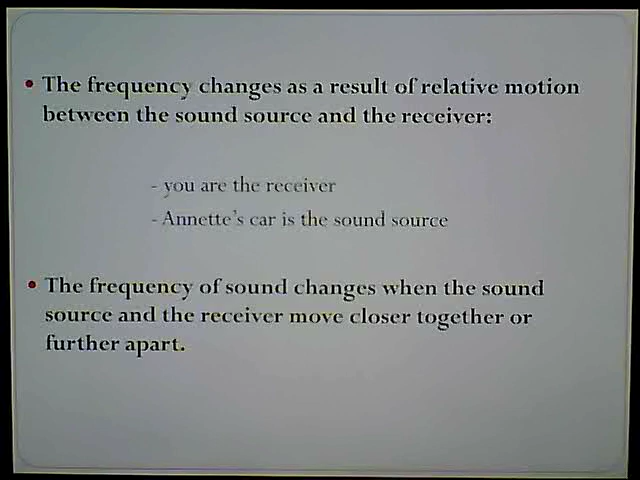 • The frequency changes as a result of relative motion
between the sound source and the receiver:
- you are the receiver
- Annette's car is the sound source
• The frequency of sound changes when the sound
source and the receiver move closer together or
further apart.